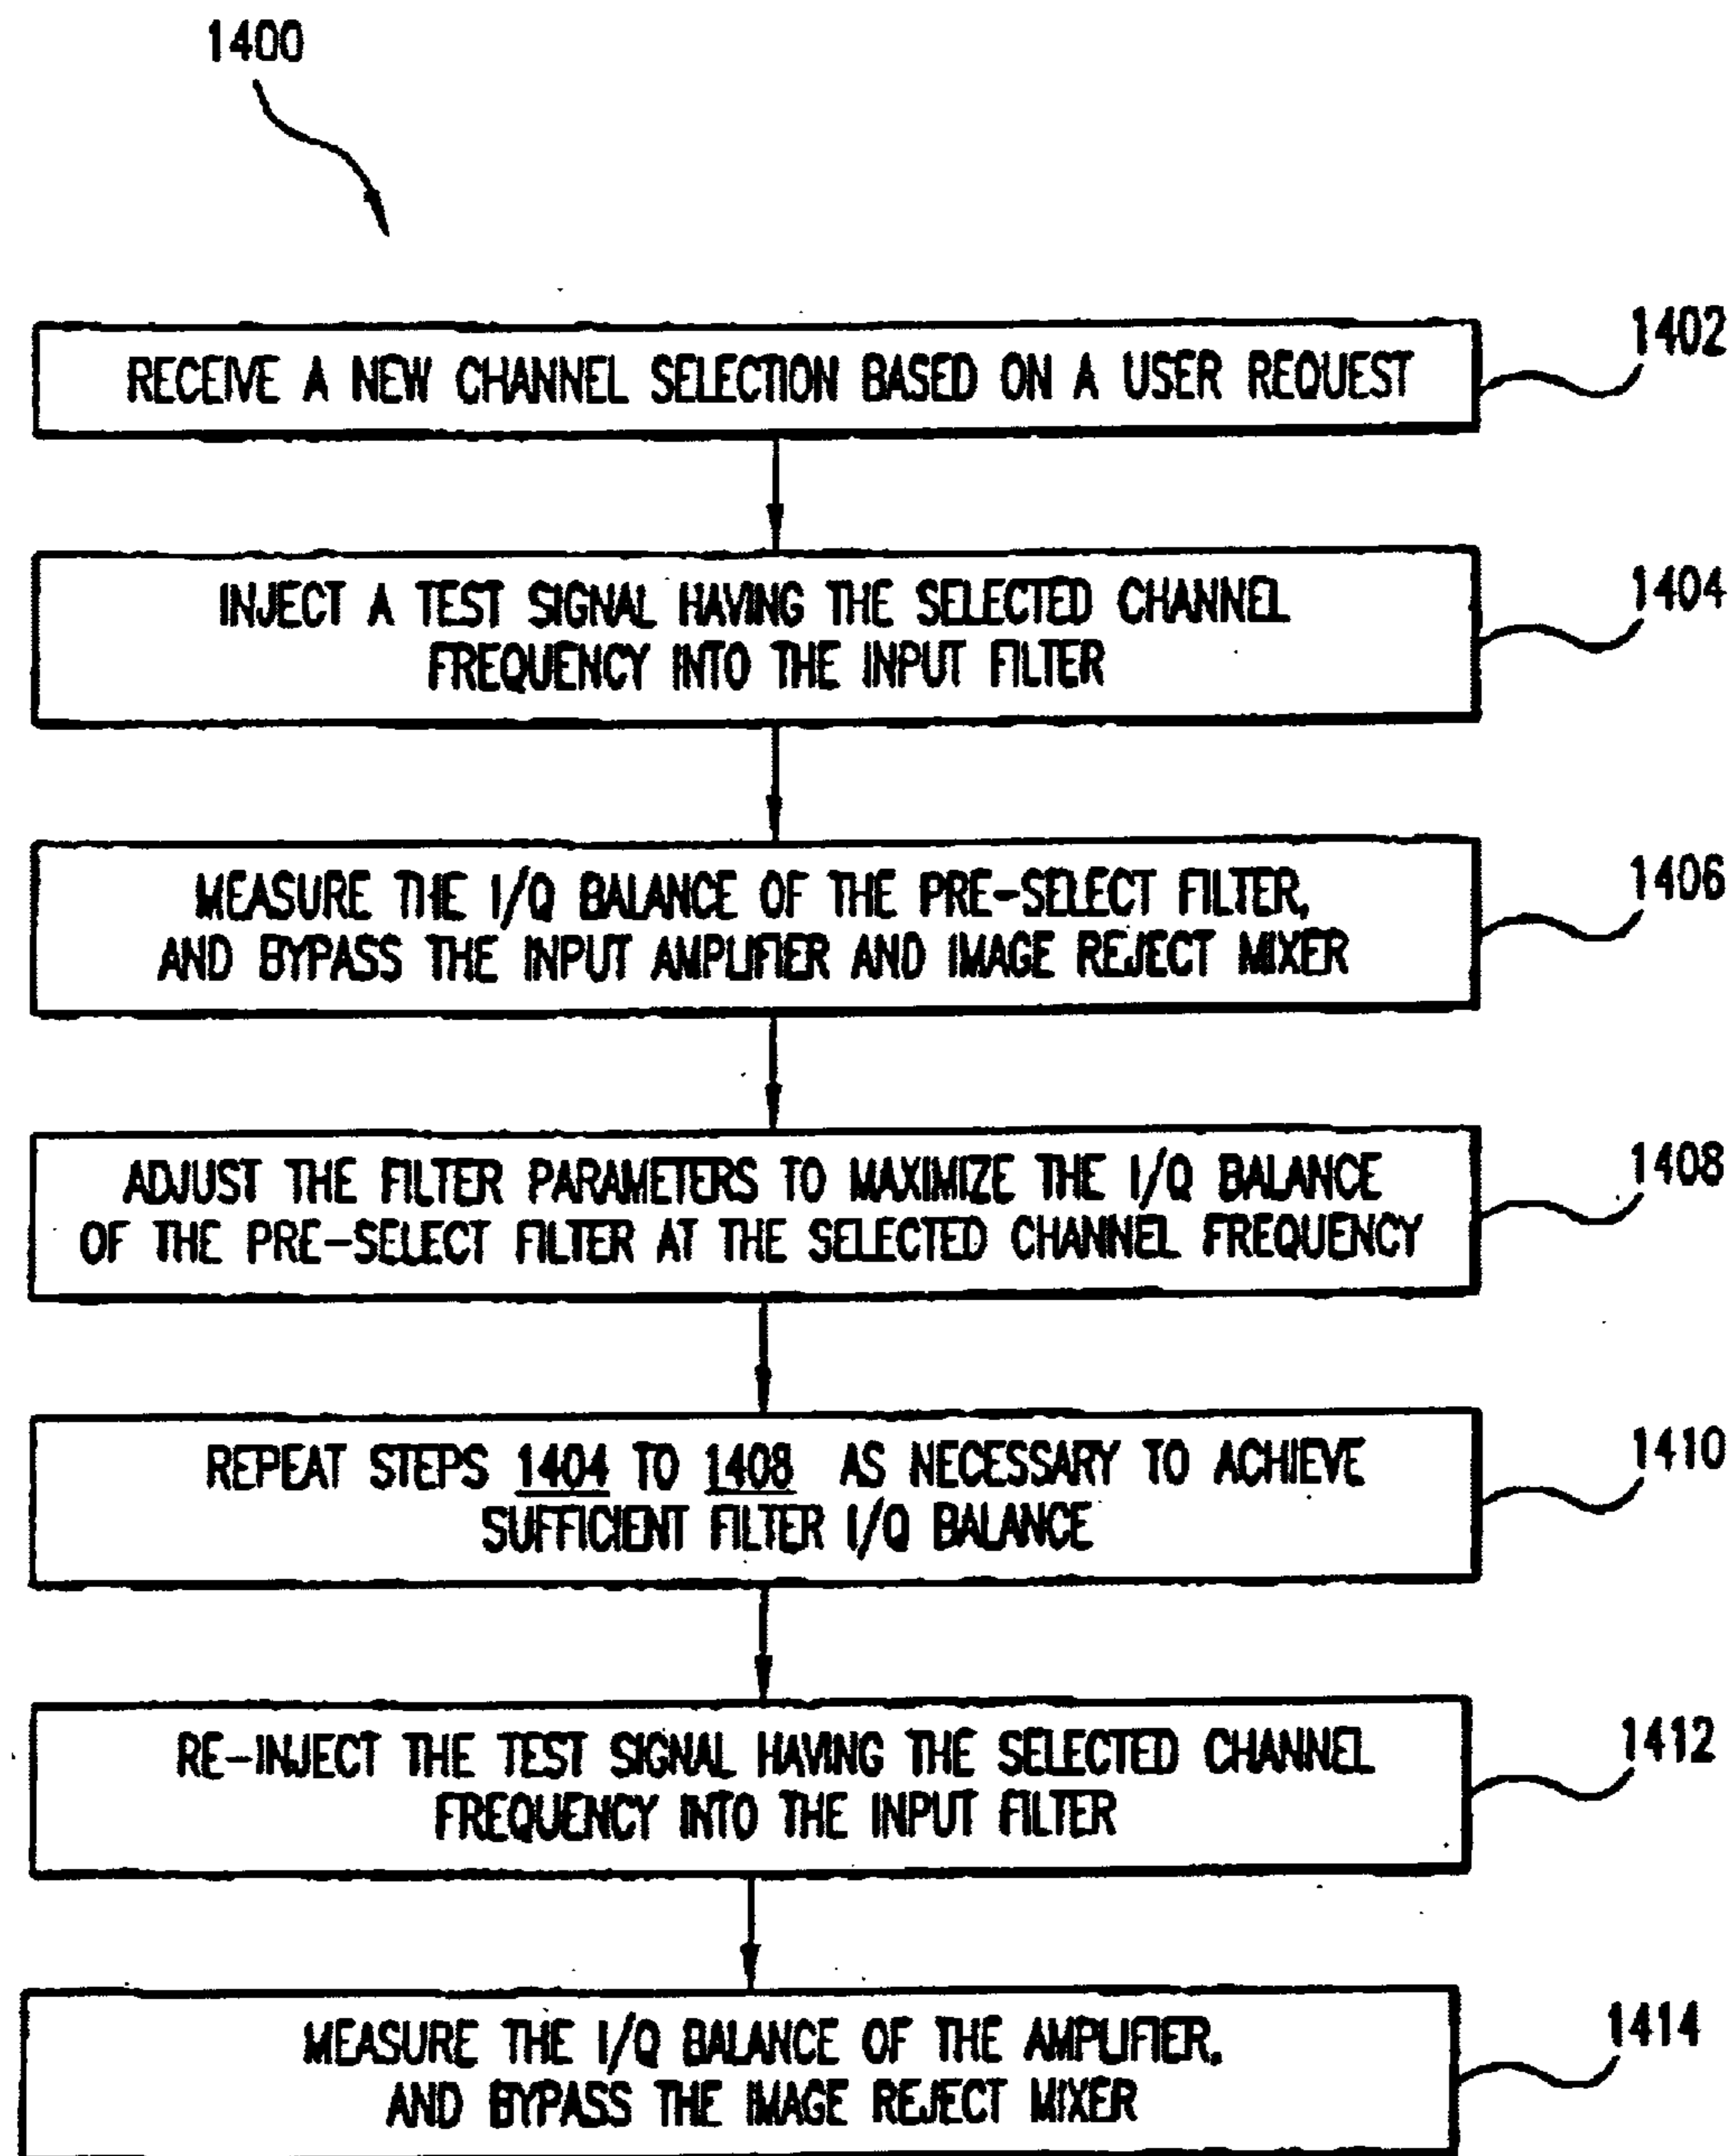 1400
RECEIVE A NEW CHANNEL SELECTION BASED ON A USER REQUEST
1402
INJECT A TEST SIGNAL HAVING THE SELECTED CHANNEL
FREQUENCY INTO THE INPUT FILTER
1404
MEASURE THE I/Q BALANCE OF THE PRE-SELECT FILTER,
AND BYPASS THE INPUT AMPLIFIER AND IMAGE REJECT MIXER
1406
ADJUST THE FILTER PARAMETERS TO MAXIMIZE THE I/Q BALANCE
OF THE PRE-SELECT FILTER AT THE SELECTED CHANNEL FREQUENCY
1408
REPEAT STEPS 1404 TO 1408 AS NECESSARY TO ACHIEVE
SUFFICIENT FILTER I/Q BALANCE
1410
RE-INJECT THE TEST SIGNAL HAVING THE SELECTED CHANNEL
FREQUENCY INTO THE INPUT FILTER
1412
MEASURE THE I/Q BALANCE OF THE AMPLIFIER,
AND BYPASS THE IMAGE REJECT MIXER
1414